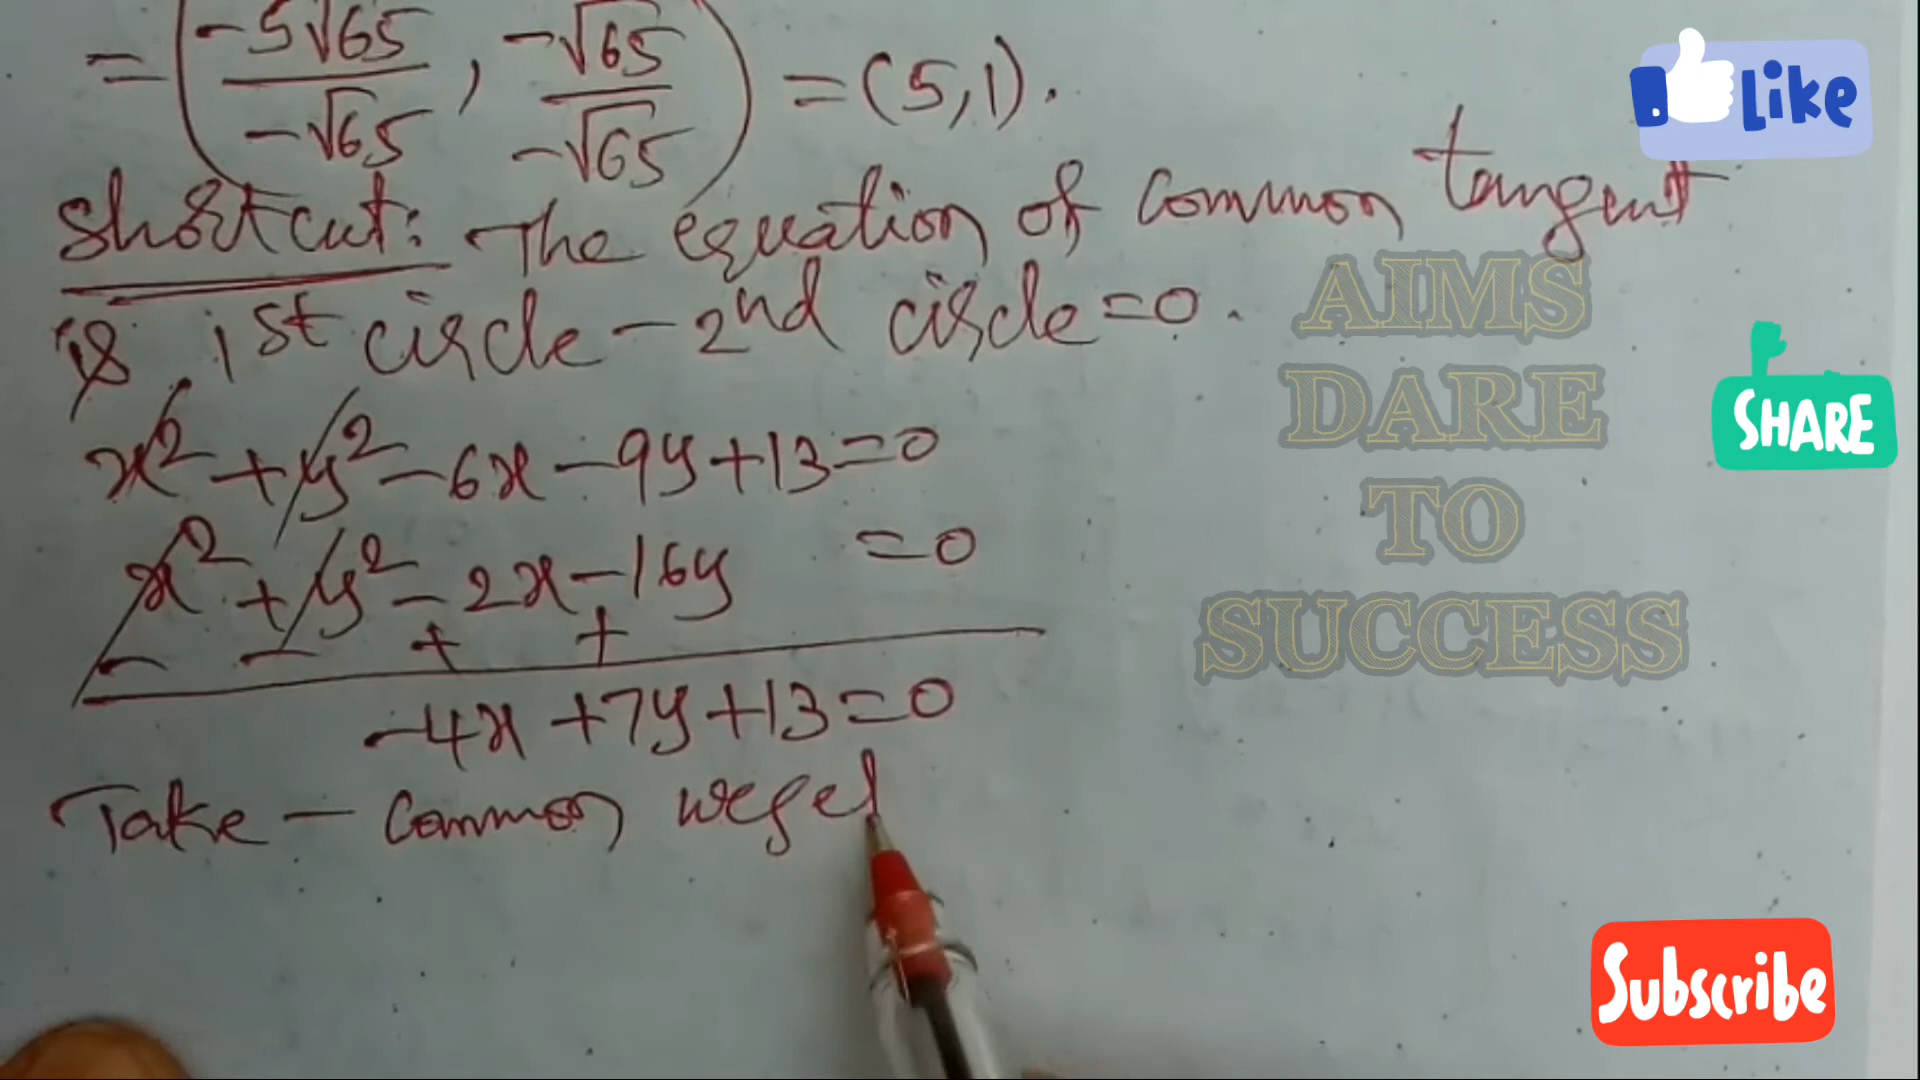 = (-5√65/-√65, -√65/-√65) = (5,1).
Shortcut: The equation of common tangent
is 1st circle - 2nd circle = 0.
x² + y² - 6x - 9y + 13 = 0
x² + y² - 2x - 16y = 0
- - + +
-4x + 7y + 13 = 0
Take - common we get
Like
AIMS
DARE
TO
SUCCESS
SHARE
Subscribe